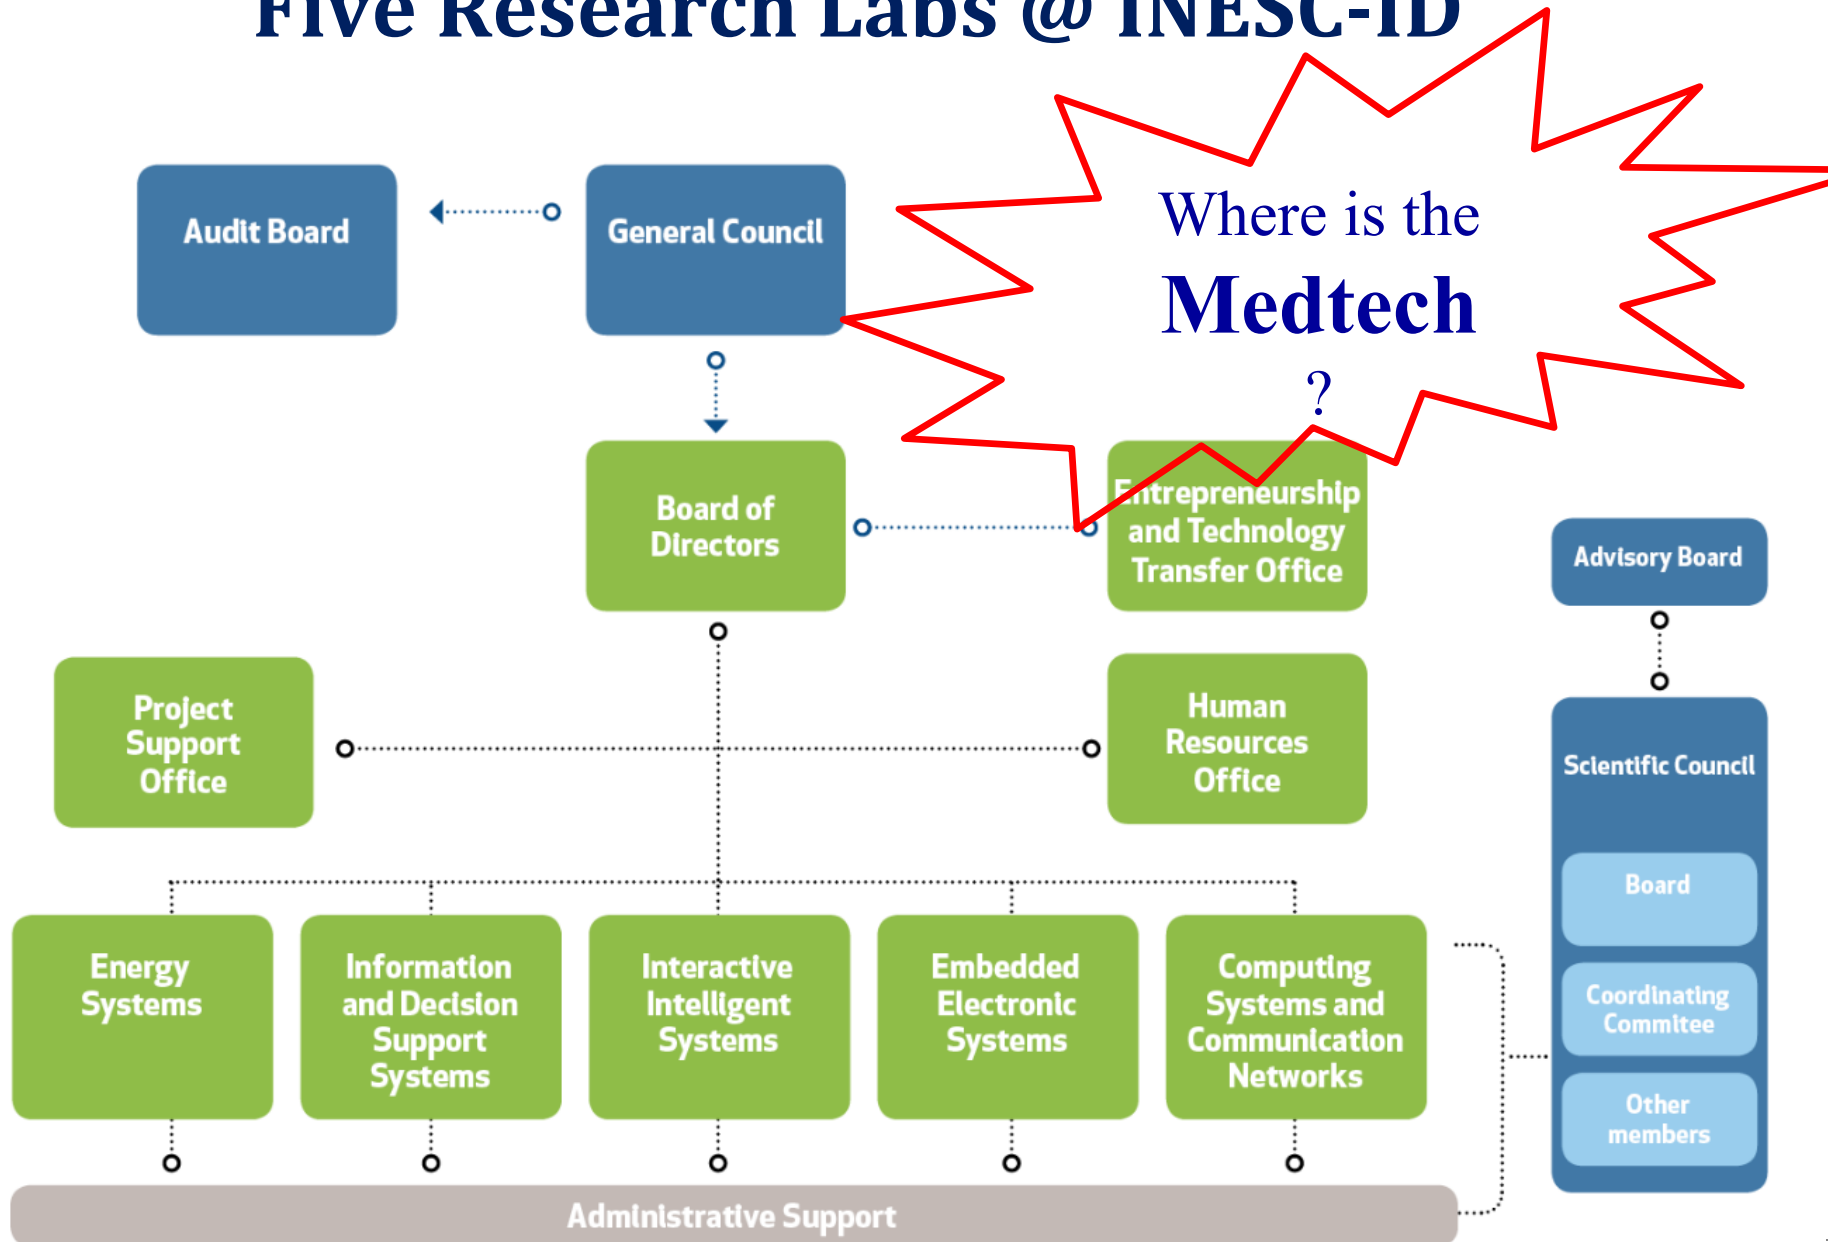 Five Research Labs @ INESC-ID
Audit Board
General Council
Where is the
Medtech
?
Board of
Directors
Entrepreneurship
and Technology
Transfer Office
Advisory Board
Project
Support
Office
Human
Resources
Office
Scientific Council
Board
Coordinating
Commitee
Other
members
Energy
Systems
Information
and Decision
Support
Systems
Interactive
Intelligent
Systems
Embedded
Electronic
Systems
Computing
Systems and
Communication
Networks
Administrative Support